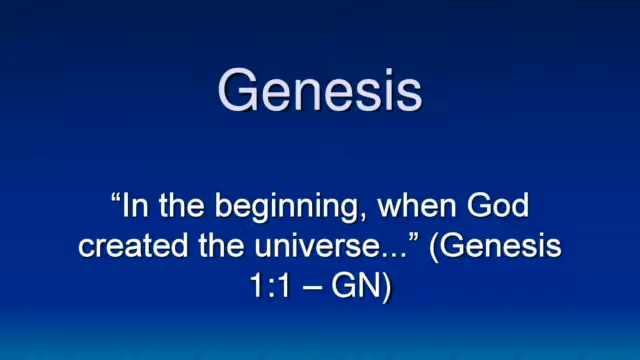 Genesis
“In the beginning, when God
created the universe...” (Genesis
1:1 – GN)